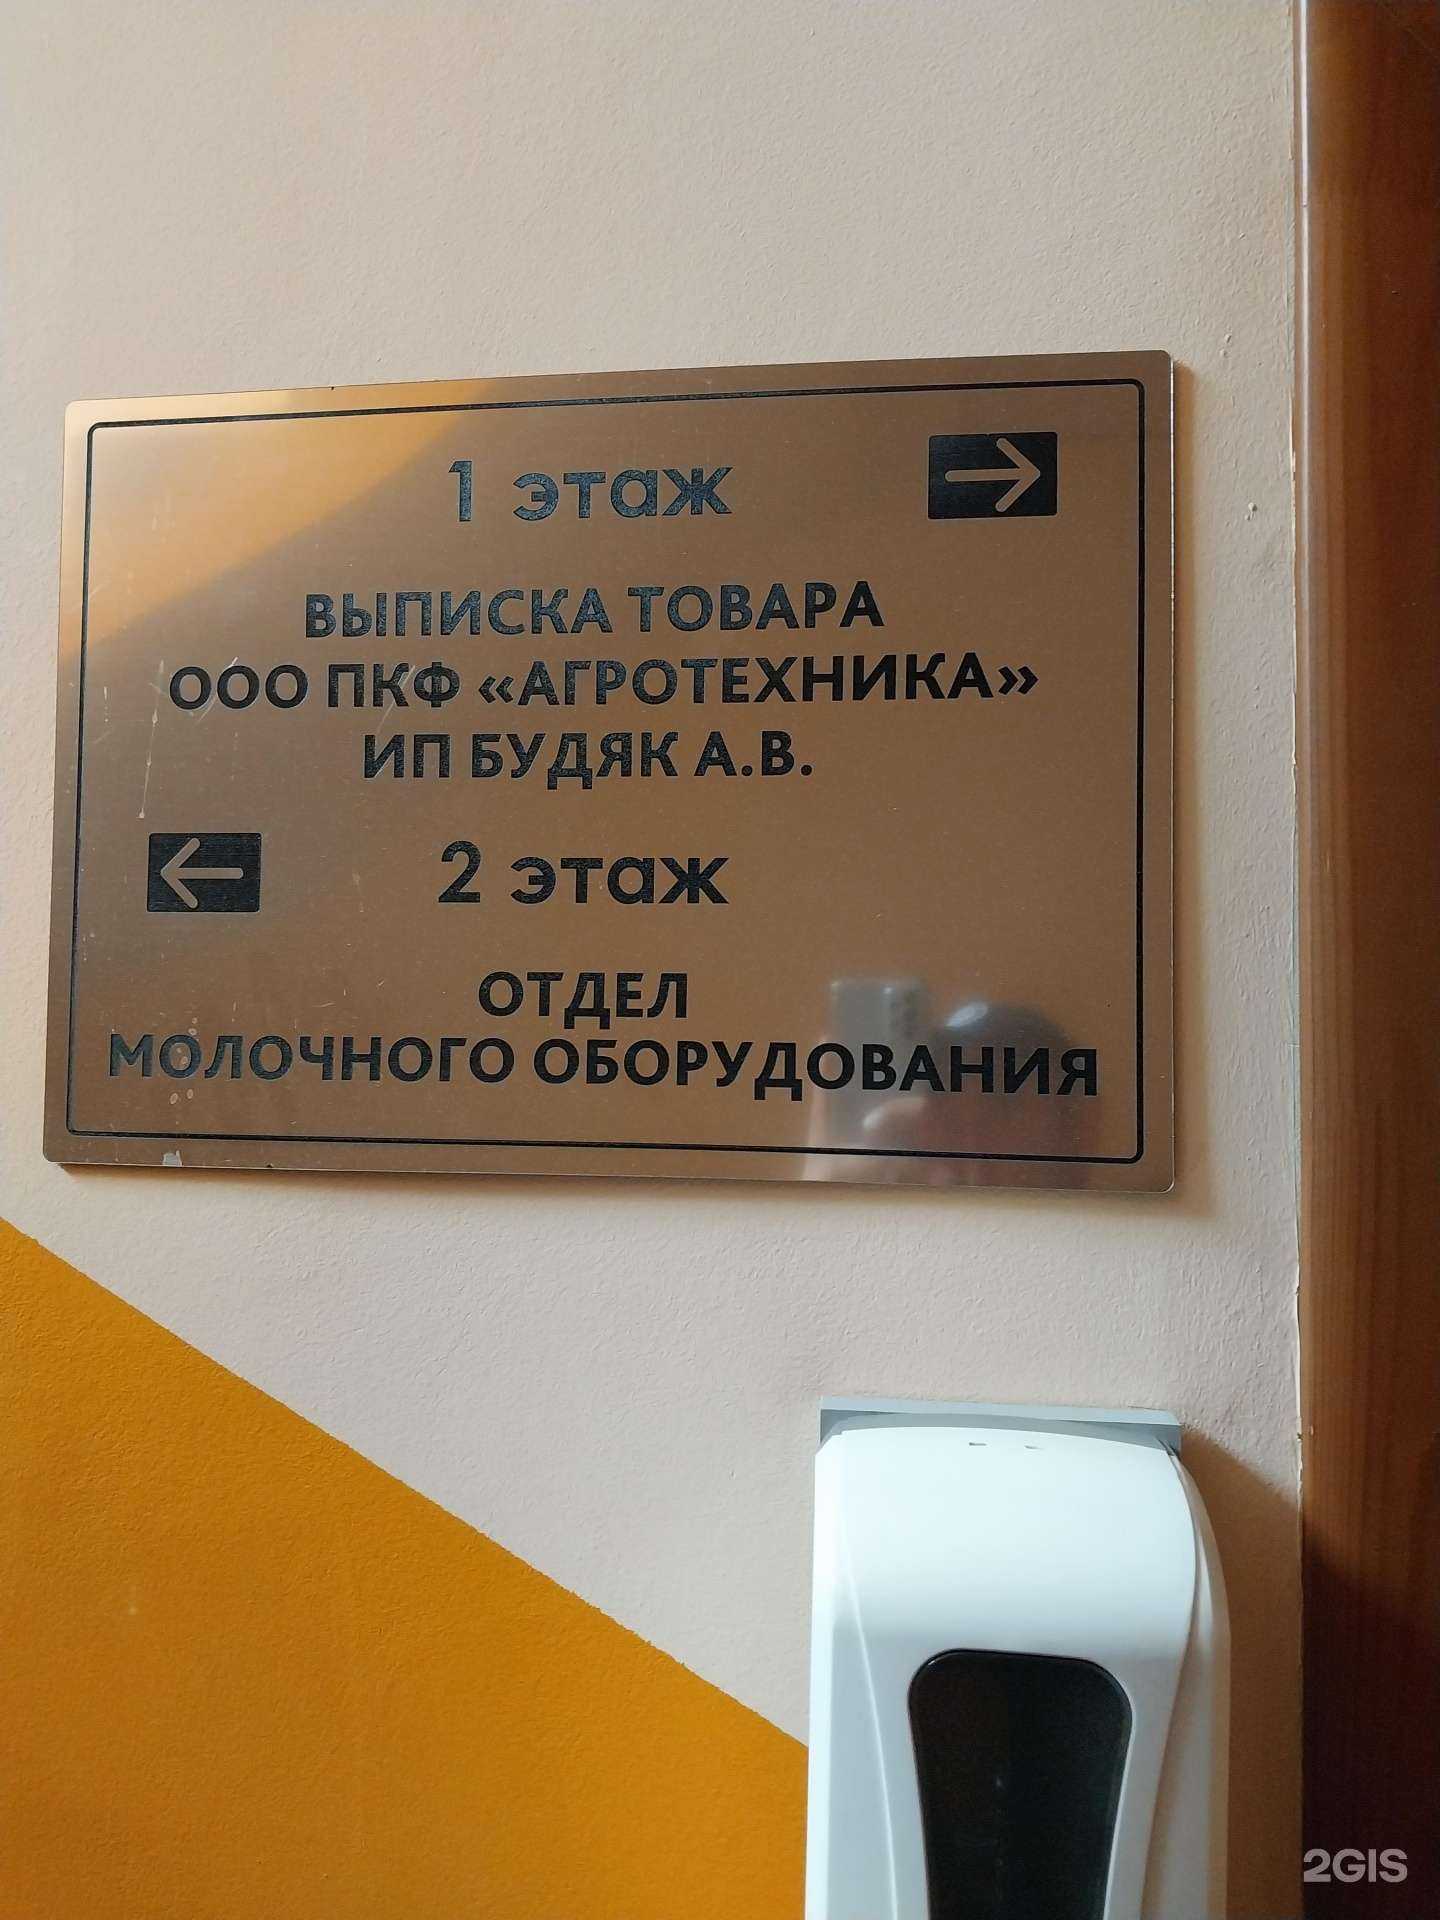 1 этаж
ВЫПИСКА ТОВАРА
ООО ПКФ «АГРОТЕХНИКА»
ИП БУДЯК А.В.
2 этаж
ОТДЕЛ
МОЛОЧНОГО ОБОРУДОВАНИЯ
2GIS